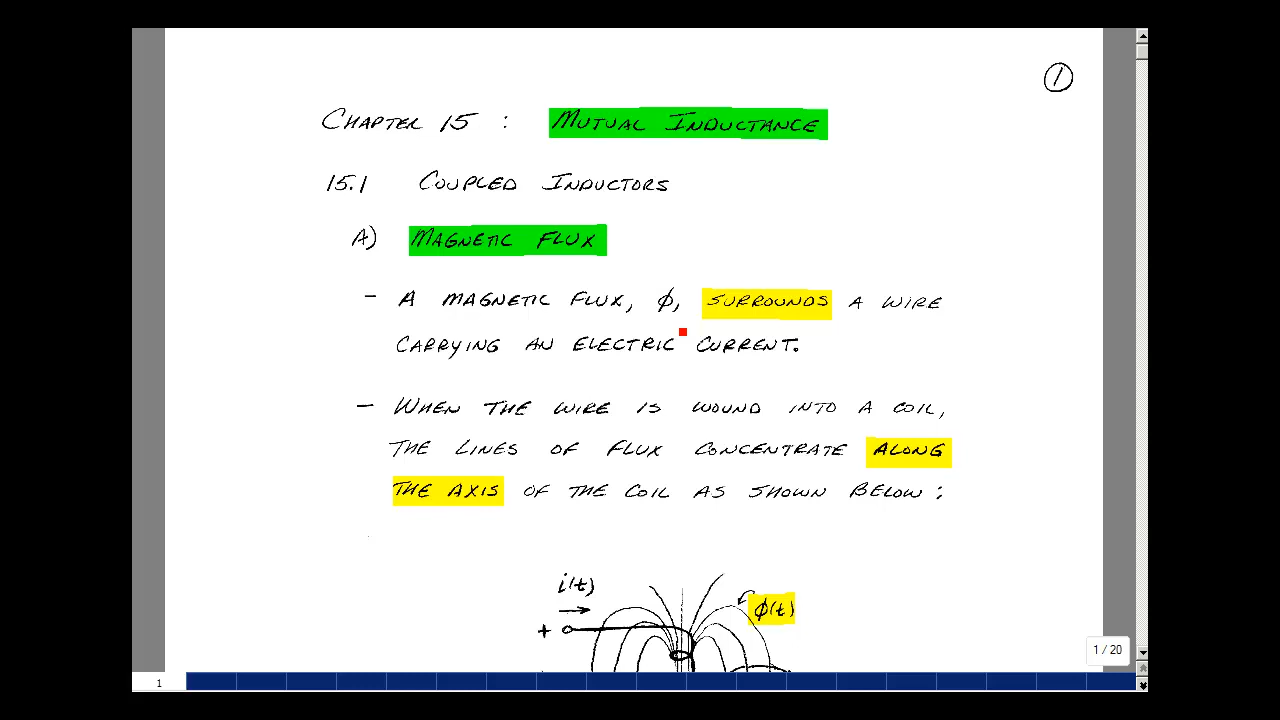 1
CHAPTER 15 : MUTUAL INDUCTANCE
15.1 COUPLED INDUCTORS
A) MAGNETIC FLUX
- A MAGNETIC FLUX, ϕ, SURROUNDS A WIRE
CARRYING AN ELECTRIC CURRENT.
- WHEN THE WIRE IS WOUND INTO A COIL,
THE LINES OF FLUX CONCENTRATE ALONG
THE AXIS OF THE COIL AS SHOWN BELOW:
i(t)
ϕ(t)
+
1 / 20
1